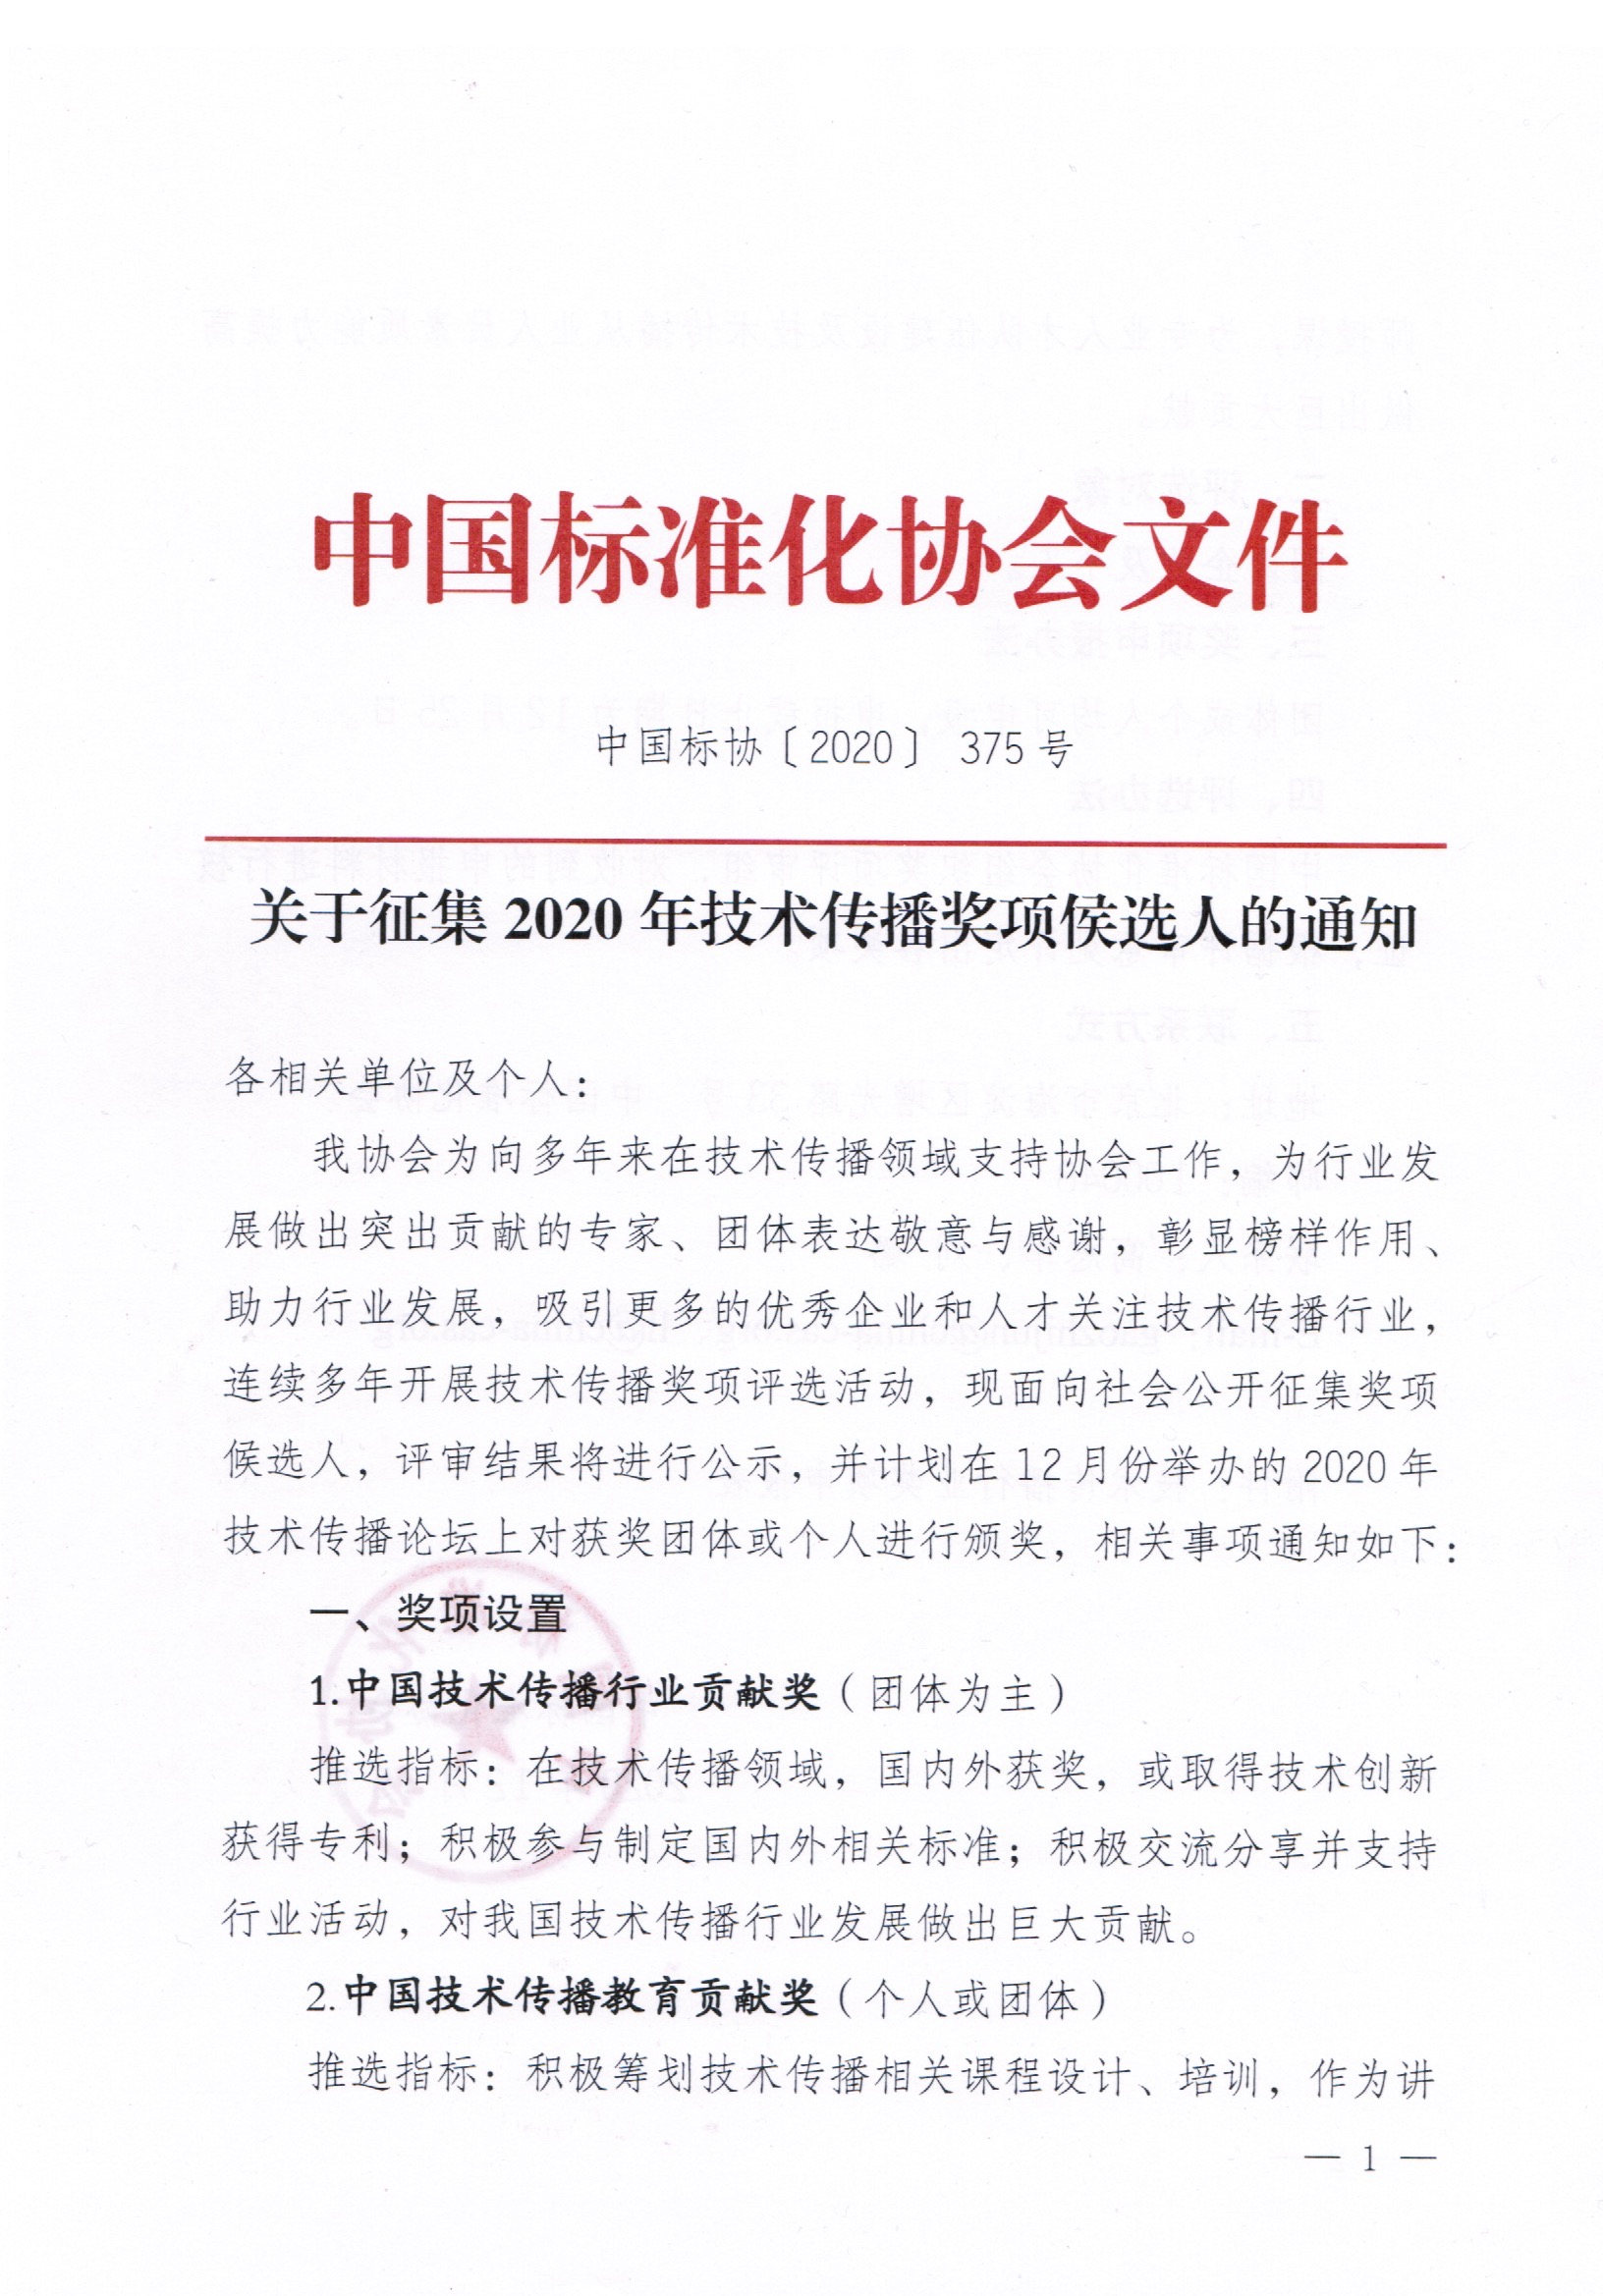 中国标准化协会文件
中国标协〔2020〕 375 号
关于征集 2020 年技术传播奖项侯选人的通知
各相关单位及个人：
我协会为向多年来在技术传播领域支持协会工作，为行业发
展做出突出贡献的专家、团体表达敬意与感谢，彰显榜样作用、
助力行业发展，吸引更多的优秀企业和人才关注技术传播行业，
连续多年开展技术传播奖项评选活动，现面向社会公开征集奖项
候选人，评审结果将进行公示，并计划在 12 月份举办的 2020 年
技术传播论坛上对获奖团体或个人进行颁奖，相关事项通知如下：
一、奖项设置
1.中国技术传播行业贡献奖（团体为主）
推选指标：在技术传播领域，国内外获奖，或取得技术创新
获得专利；积极参与制定国内外相关标准；积极交流分享并支持
行业活动，对我国技术传播行业发展做出巨大贡献。
2.中国技术传播教育贡献奖（个人或团体）
推选指标：积极筹划技术传播相关课程设计、培训，作为讲
— 1 —